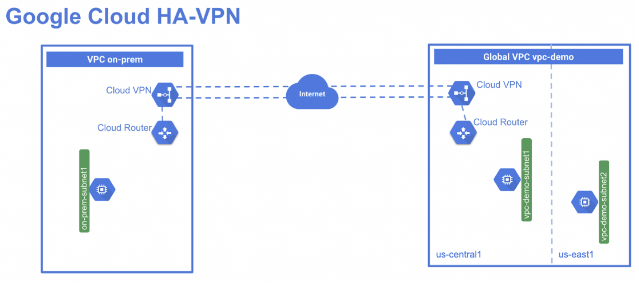 Google Cloud HA-VPN
VPC on-prem
Cloud VPN
Cloud Router
on-prem-subnet1
Internet
Global VPC vpc-demo
Cloud VPN
Cloud Router
vpc-demo-subnet1
vpc-demo-subnet2
us-central1
us-east1